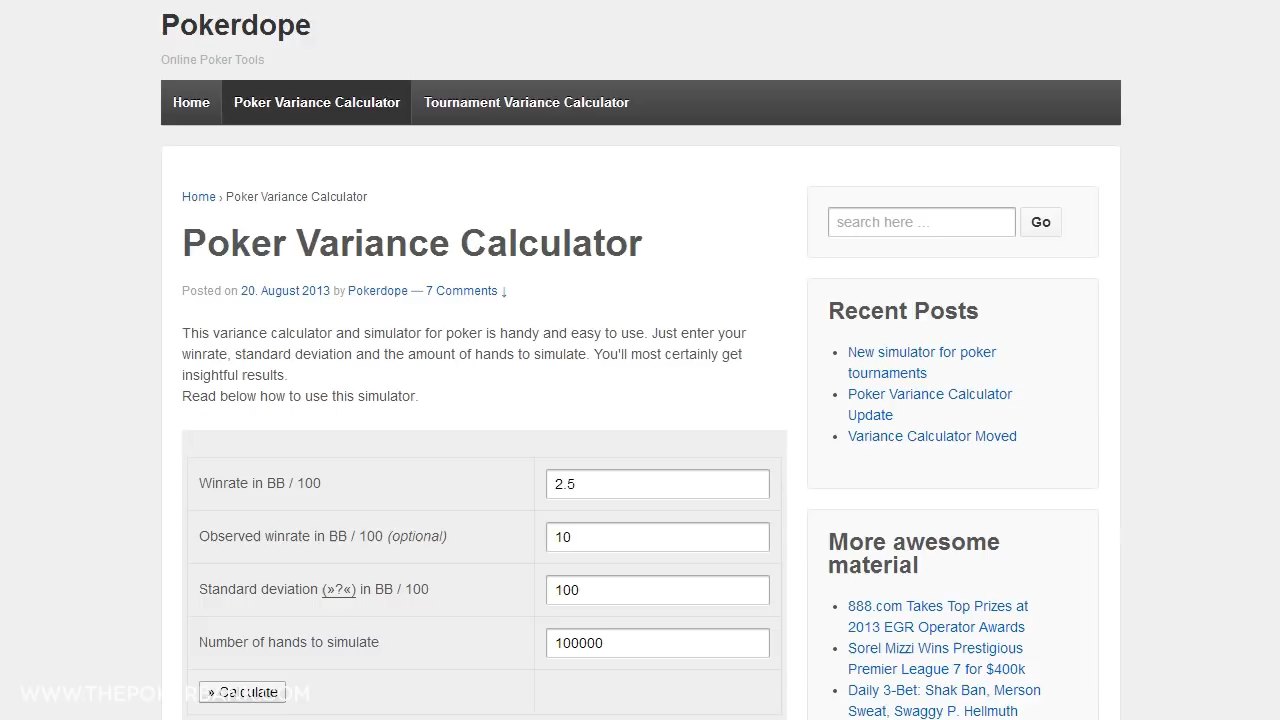 Pokerdope
Online Poker Tools
Home
Poker Variance Calculator
Tournament Variance Calculator
Home › Poker Variance Calculator
Poker Variance Calculator
Posted on 20. August 2013 by Pokerdope — 7 Comments ↓
This variance calculator and simulator for poker is handy and easy to use. Just enter your
winrate, standard deviation and the amount of hands to simulate. You'll most certainly get
insightful results.
Read below how to use this simulator.
Winrate in BB / 100
2.5
Observed winrate in BB / 100 (optional)
10
Standard deviation (»?«) in BB / 100
100
Number of hands to simulate
100000
» Calculate
search here ...
Go
Recent Posts
New simulator for poker
tournaments
Poker Variance Calculator
Update
Variance Calculator Moved
More awesome
material
888.com Takes Top Prizes at
2013 EGR Operator Awards
Sorel Mizzi Wins Prestigious
Premier League 7 for $400k
Daily 3-Bet: Shak Ban, Merson
Sweat, Swaggy P. Hellmuth